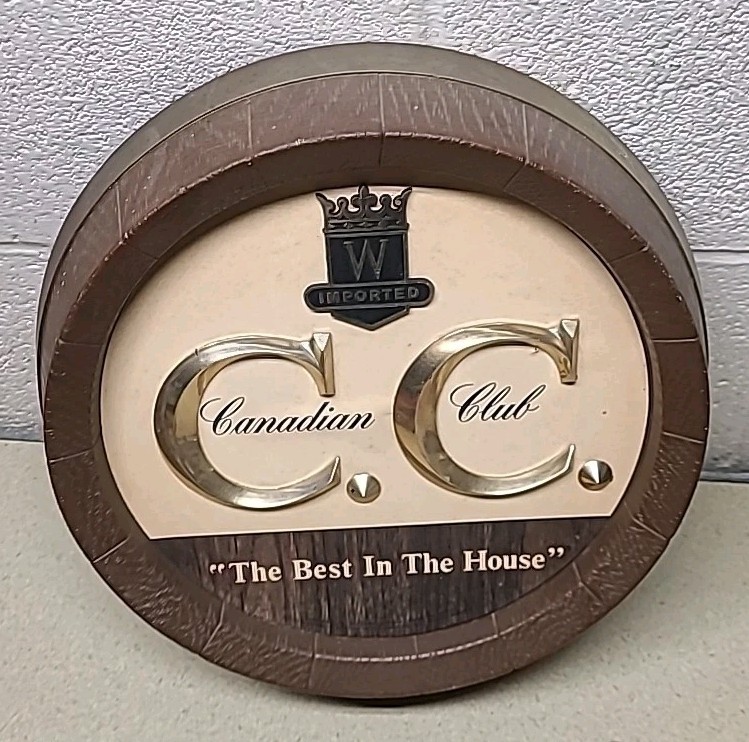 W
IMPORTED
C. C.
Canadian Club
"The Best In The House"